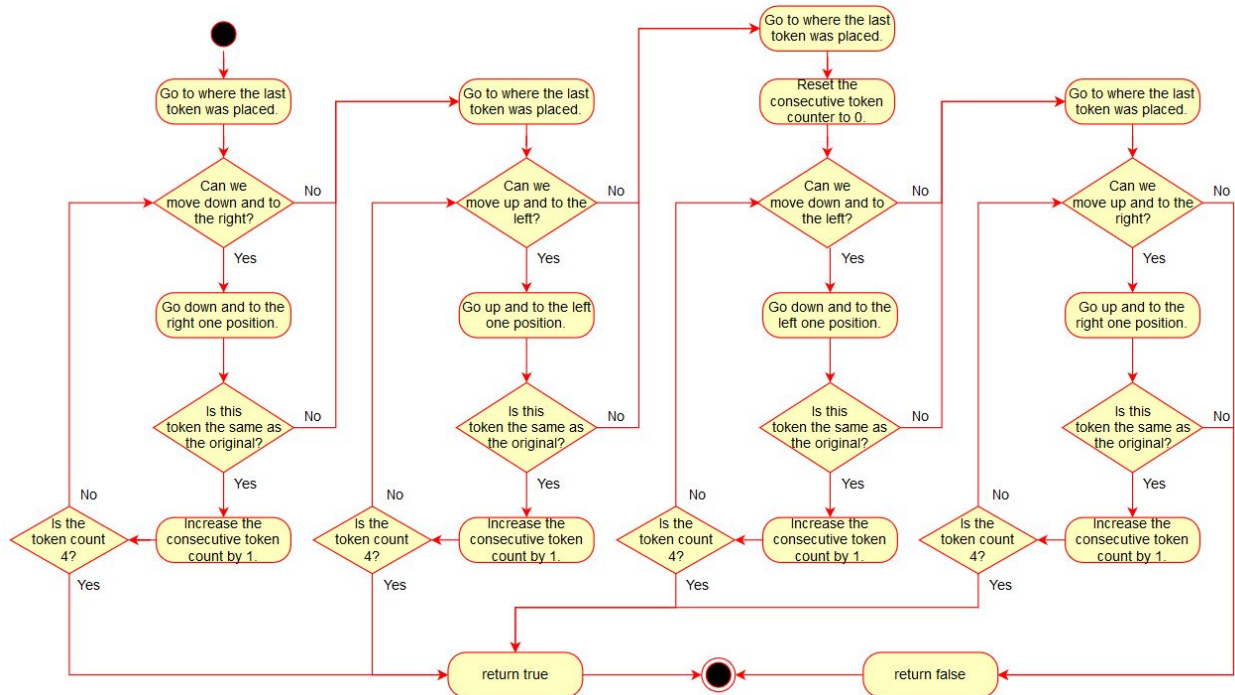 Go to where the last
token was placed.
Can we
move down and to
the right?
No
Yes
Go down and to the
right one position.
Is this
token the same as
the original?
No
Yes
Increase the
consecutive token
count by 1.
Is the
token count
4?
No
Yes
Go to where the last
token was placed.
Can we
move up and to the
left?
No
Yes
Go up and to the left
one position.
Is this
token the same as
the original?
No
Yes
Increase the
consecutive token
count by 1.
Is the
token count
4?
No
Yes
Go to where the last
token was placed.
Reset the
consecutive token
counter to 0.
Can we
move down and to
the left?
No
Yes
Go down and to the
left one position.
Is this
token the same as
the original?
No
Yes
Increase the
consecutive token
count by 1.
Is the
token count
4?
No
Yes
Go to where the last
token was placed.
Can we
move up and to the
right?
No
Yes
Go up and to the
right one position.
Is this
token the same as
the original?
No
Yes
Increase the
consecutive token
count by 1.
Is the
token count
4?
No
Yes
return true
return false